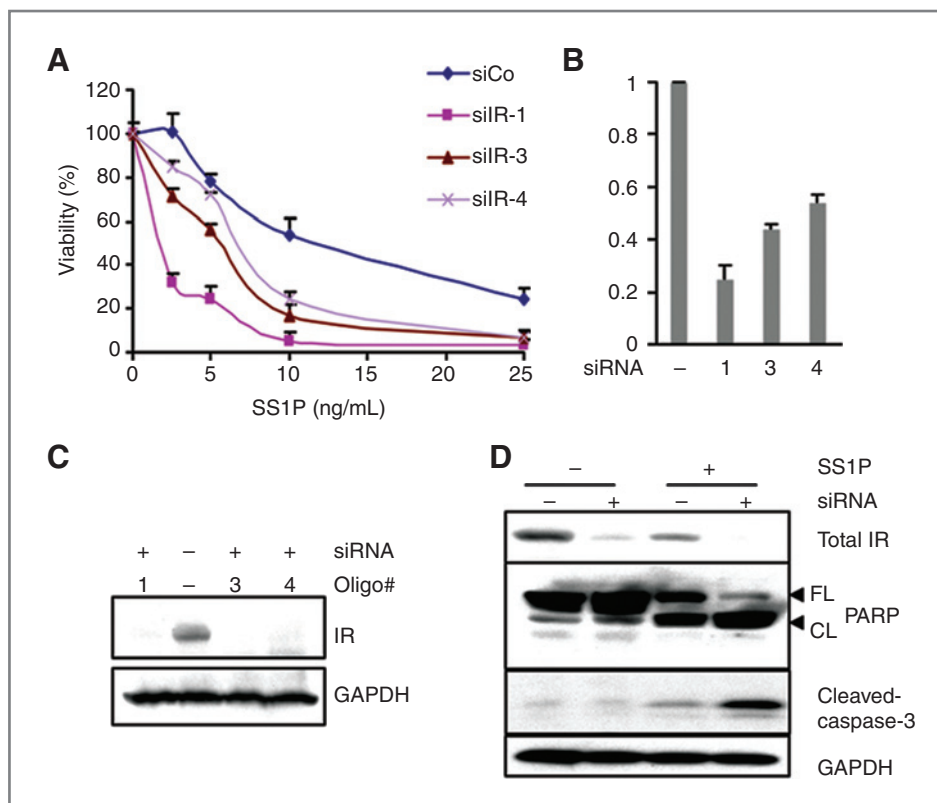 A
120
100
80
60
40
20
0
Viability (%)
0 5 10 15 20 25
SS1P (ng/mL)
siCo
siIR-1
siIR-3
siIR-4
B
1
0.8
0.6
0.4
0.2
0
siRNA – 1 3 4
C
+ – + + siRNA
1 – 3 4 Oligo#
IR
GAPDH
D
– + SS1P
– + – + siRNA
Total IR
FL
PARP
CL
Cleaved-
caspase-3
GAPDH